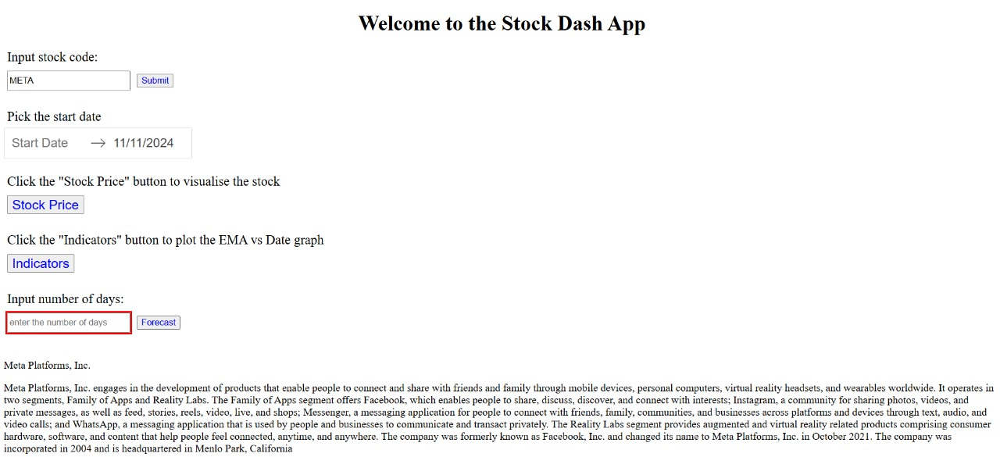 Welcome to the Stock Dash App
Input stock code:
META Submit
Pick the start date
Start Date → 11/11/2024
Click the "Stock Price" button to visualise the stock
Stock Price
Click the "Indicators" button to plot the EMA vs Date graph
Indicators
Input number of days:
enter the number of days Forecast
Meta Platforms, Inc.
Meta Platforms, Inc. engages in the development of products that enable people to connect and share with friends and family through mobile devices, personal computers, virtual reality headsets, and wearables worldwide. It operates in
two segments, Family of Apps and Reality Labs. The Family of Apps segment offers Facebook, which enables people to share, discuss, discover, and connect with interests; Instagram, a community for sharing photos, videos, and
private messages, as well as feed, stories, reels, video, live, and shops; Messenger, a messaging application for people to connect with friends, family, communities, and businesses across platforms and devices through text, audio, and
video calls; and WhatsApp, a messaging application that is used by people and businesses to communicate and transact privately. The Reality Labs segment provides augmented and virtual reality related products comprising consumer
hardware, software, and content that help people feel connected, anytime, and anywhere. The company was formerly known as Facebook, Inc. and changed its name to Meta Platforms, Inc. in October 2021. The company was
incorporated in 2004 and is headquartered in Menlo Park, California